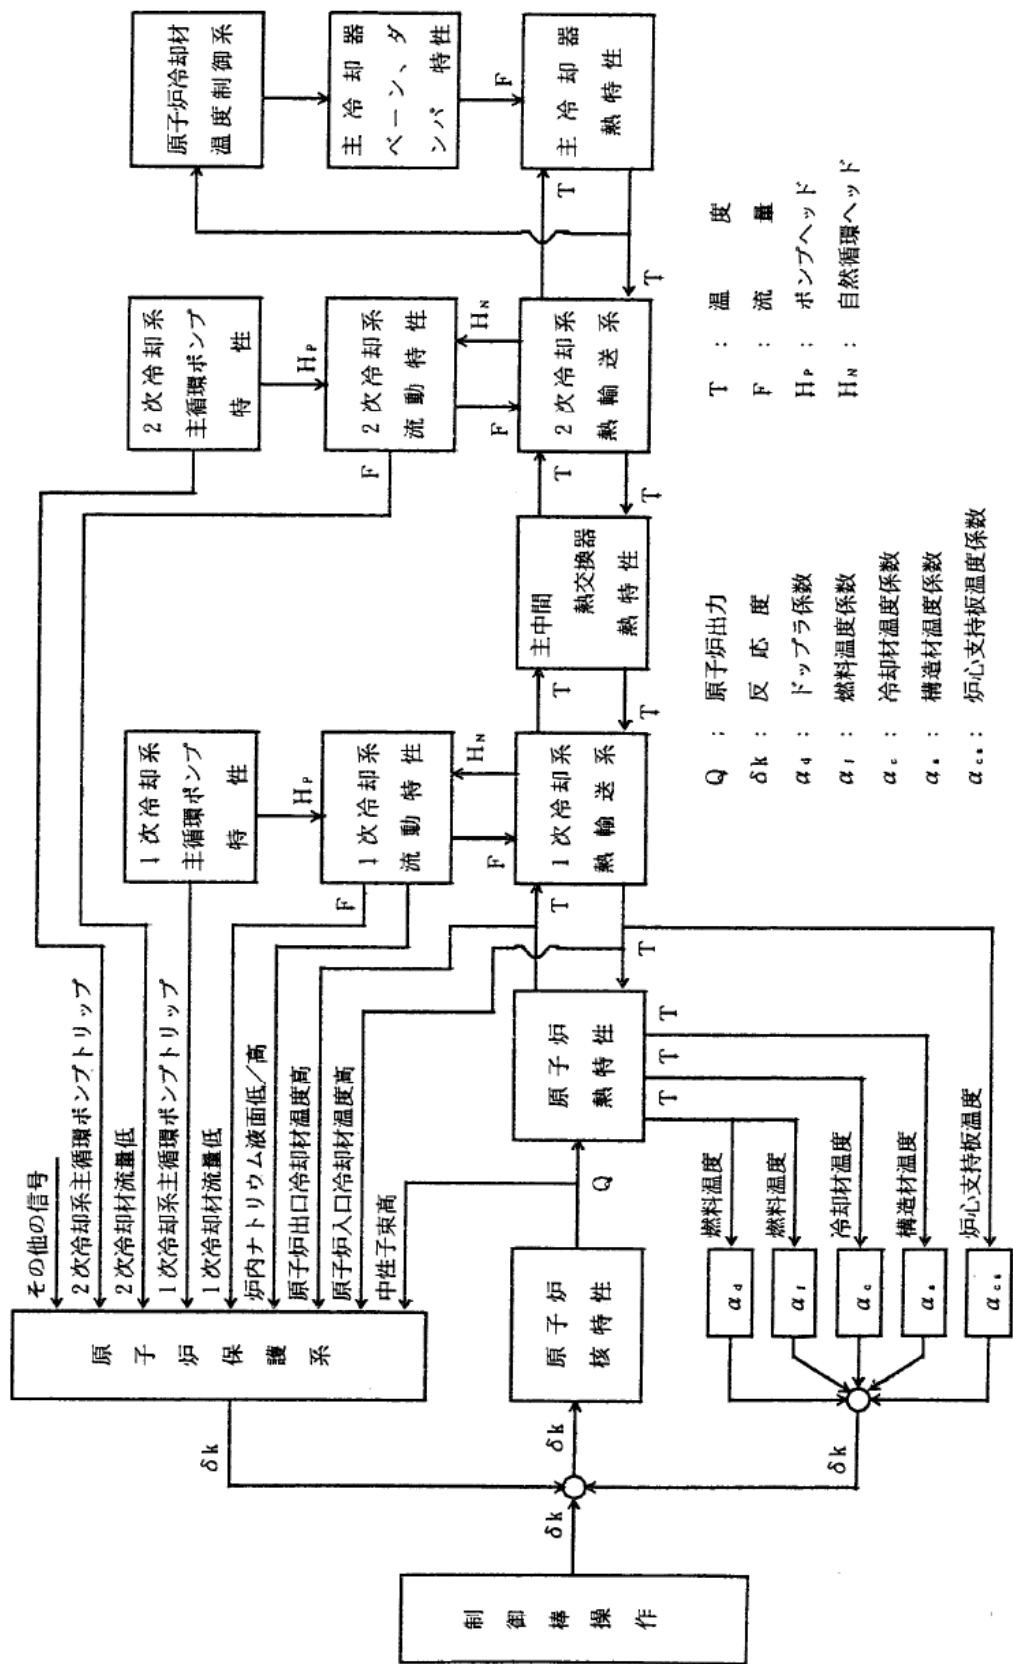 制御棒操作
δk
δk
δk
δk
原子炉保護系
その他の信号
2次冷却系主循環ポンプトリップ
2次冷却材流量低
1次冷却系主循環ポンプトリップ
1次冷却材流量低
炉内ナトリウム液面低／高
原子炉出口冷却材温度高
原子炉入口冷却材温度高
中性子束高
原子炉
核特性
Q
原子炉
熱特性
T
T
T
T
T
燃料温度
燃料温度
冷却材温度
構造材温度
炉心支持板温度
αd
αf
αc
αs
αcs
1次冷却系
主循環ポンプ
特性
HP
F
1次冷却系
流動特性
F
HN
1次冷却系
熱輸送系
T
T
主中間
熱交換器
熱特性
T
T
2次冷却系
主循環ポンプ
特性
HP
F
2次冷却系
流動特性
F
HN
2次冷却系
熱輸送系
T
T
原子炉冷却材
温度制御系
主冷却器
ベーン、ダ
ンパ特性
F
主冷却器
熱特性
Q : 原子炉出力
δk : 反応度
αd : ドップラ係数
αf : 燃料温度係数
αc : 冷却材温度係数
αs : 構造材温度係数
αcs : 炉心支持板温度係数
T : 温度
F : 流量
HP : ポンプヘッド
HN : 自然循環ヘッド